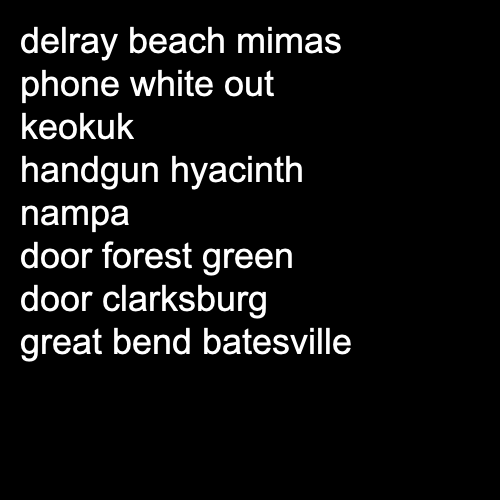 delray beach mimas
phone white out
keokuk
handgun hyacinth
nampa
door forest green
door clarksburg
great bend batesville